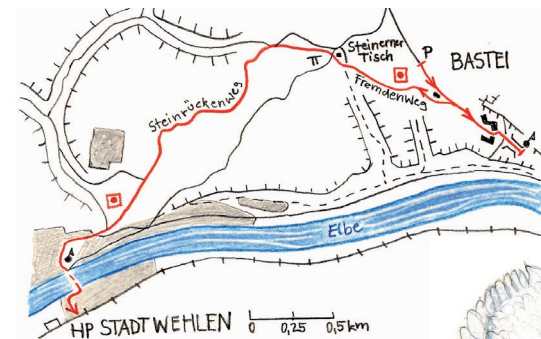 Steinerner
Tisch
P
BASTEI
π
Fremdenweg
Steinrückenweg
Elbe
HP STADT WEHLEN
0 0,25 0,5 km